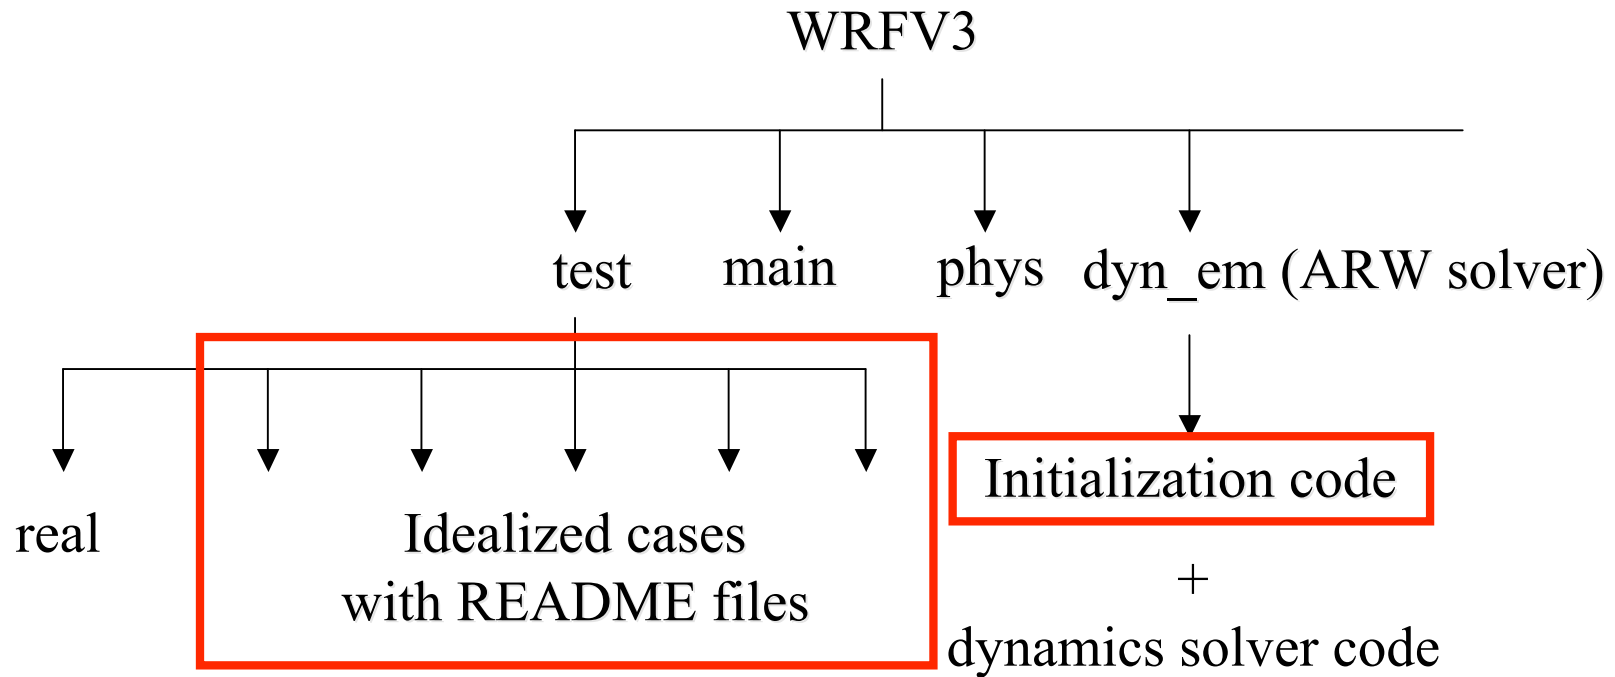 WRFV3
test
main
phys
dyn_em (ARW solver)
real
Idealized cases
with README files
Initialization code
+
dynamics solver code